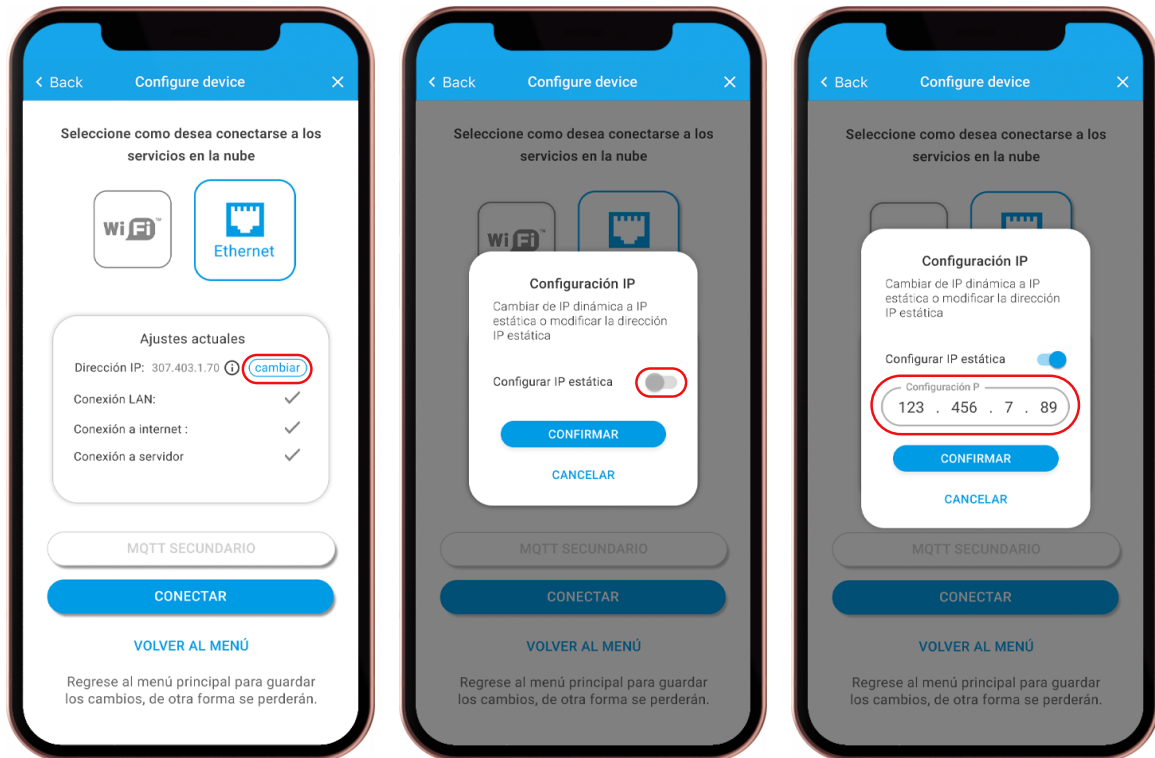 Back Configure device
Seleccione como desea conectarse a los
servicios en la nube
Wi Fi™
Ethernet
Ajustes actuales
Dirección IP: 307.403.1.70 i cambiar
Conexión LAN:
Conexión a internet :
Conexión a servidor
MQTT SECUNDARIO
CONECTAR
VOLVER AL MENÚ
Regrese al menú principal para guardar
los cambios, de otra forma se perderán.
Back Configure device
Seleccione como desea conectarse a los
servicios en la nube
Wi Fi™
Configuración IP
Cambiar de IP dinámica a IP
estática o modificar la dirección
IP estática
Configurar IP estática
CONFIRMAR
CANCELAR
MQTT SECUNDARIO
CONECTAR
VOLVER AL MENÚ
Regrese al menú principal para guardar
los cambios, de otra forma se perderán.
Back Configure device
Seleccione como desea conectarse a los
servicios en la nube
Configuración IP
Cambiar de IP dinámica a IP
estática o modificar la dirección
IP estática
Configurar IP estática
Configuración P
123 . 456 . 7 . 89
CONFIRMAR
CANCELAR
MQTT SECUNDARIO
CONECTAR
VOLVER AL MENÚ
Regrese al menú principal para guardar
los cambios, de otra forma se perderán.